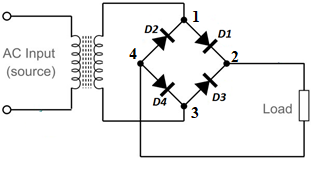 1
D2
D1
AC Input
(source)
4
2
Load
D4
D3
3